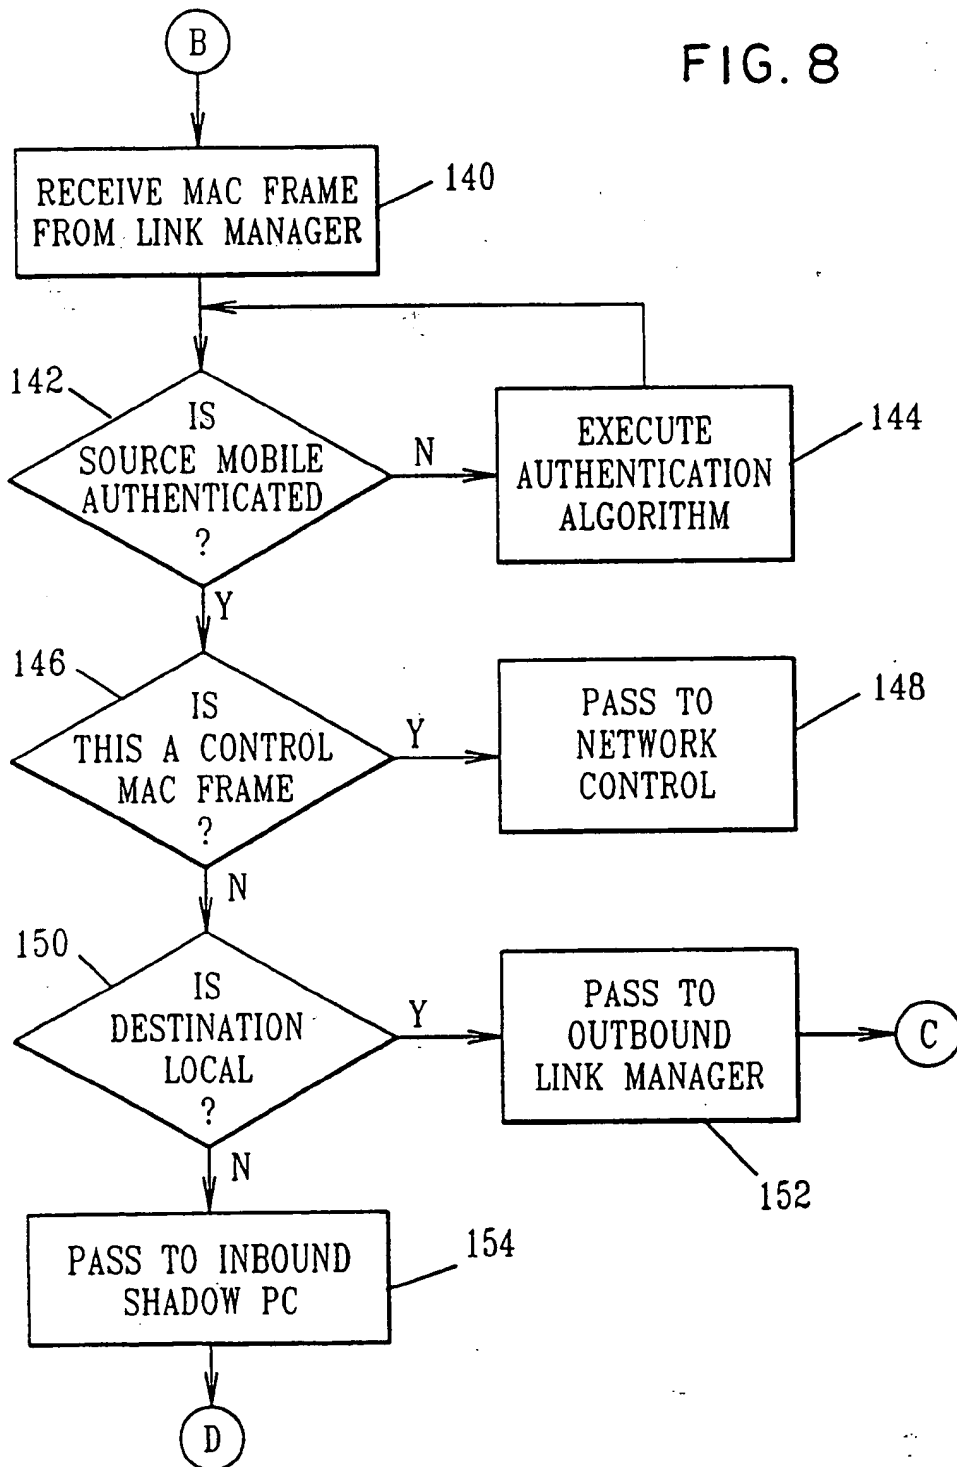 B
FIG. 8
RECEIVE MAC FRAME
FROM LINK MANAGER
140
142
IS
SOURCE MOBILE
AUTHENTICATED
?
N
EXECUTE
AUTHENTICATION
ALGORITHM
144
Y
146
IS
THIS A CONTROL
MAC FRAME
?
Y
PASS TO
NETWORK
CONTROL
148
N
150
IS
DESTINATION
LOCAL
?
Y
PASS TO
OUTBOUND
LINK MANAGER
C
152
N
PASS TO INBOUND
SHADOW PC
154
D